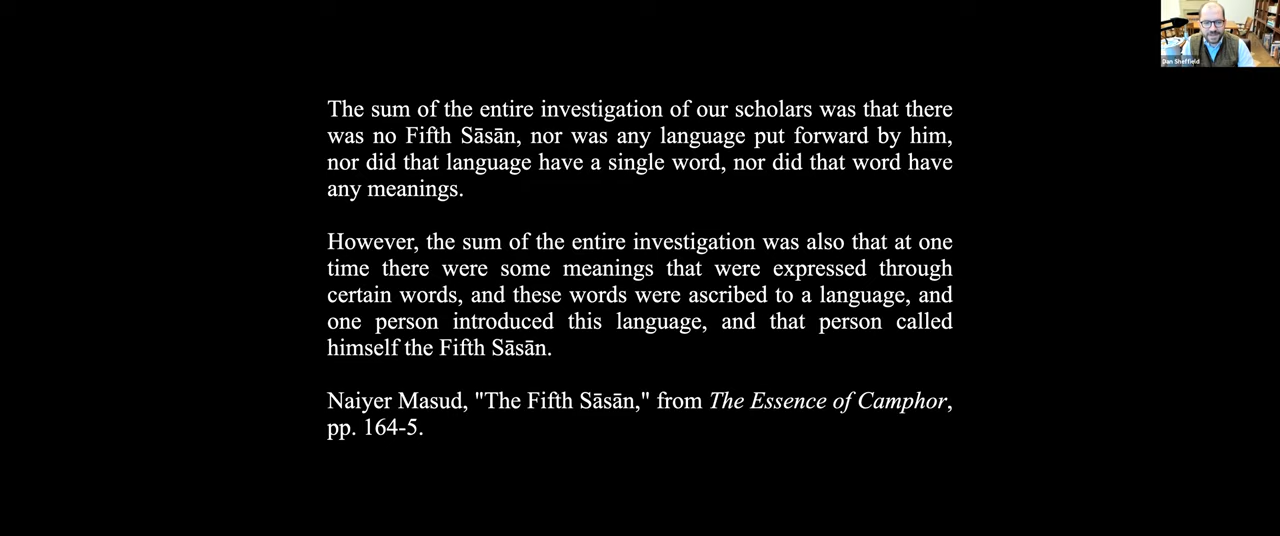 Dan Sheffield
The sum of the entire investigation of our scholars was that there
was no Fifth Sāsān, nor was any language put forward by him,
nor did that language have a single word, nor did that word have
any meanings.
However, the sum of the entire investigation was also that at one
time there were some meanings that were expressed through
certain words, and these words were ascribed to a language, and
one person introduced this language, and that person called
himself the Fifth Sāsān.
Naiyer Masud, "The Fifth Sāsān," from The Essence of Camphor,
pp. 164-5.